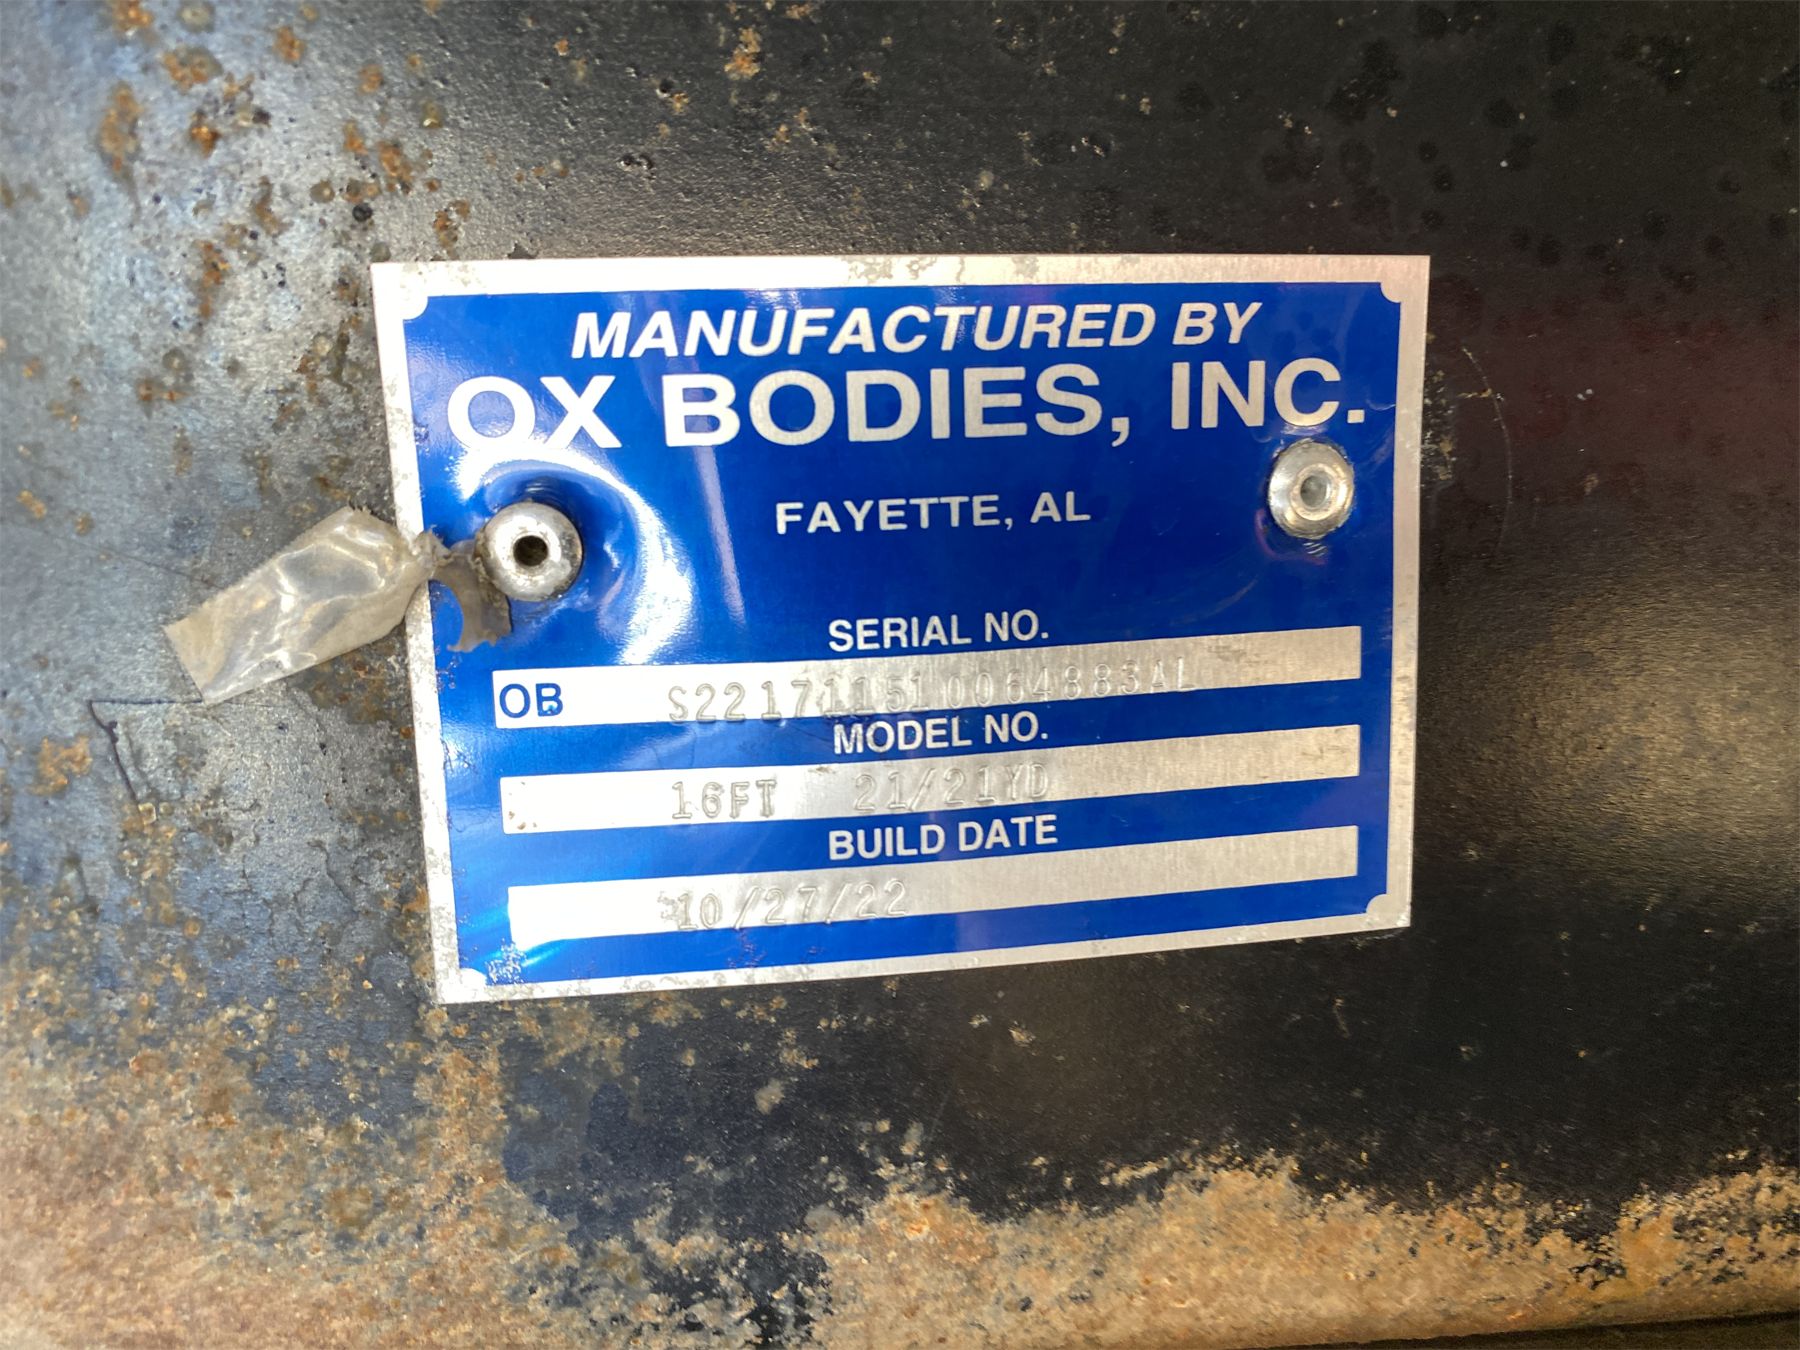 MANUFACTURED BY
OX BODIES, INC.
FAYETTE, AL
SERIAL NO.
OB S221711510064883AL
MODEL NO.
16FT 21/21YD
BUILD DATE
10/27/22